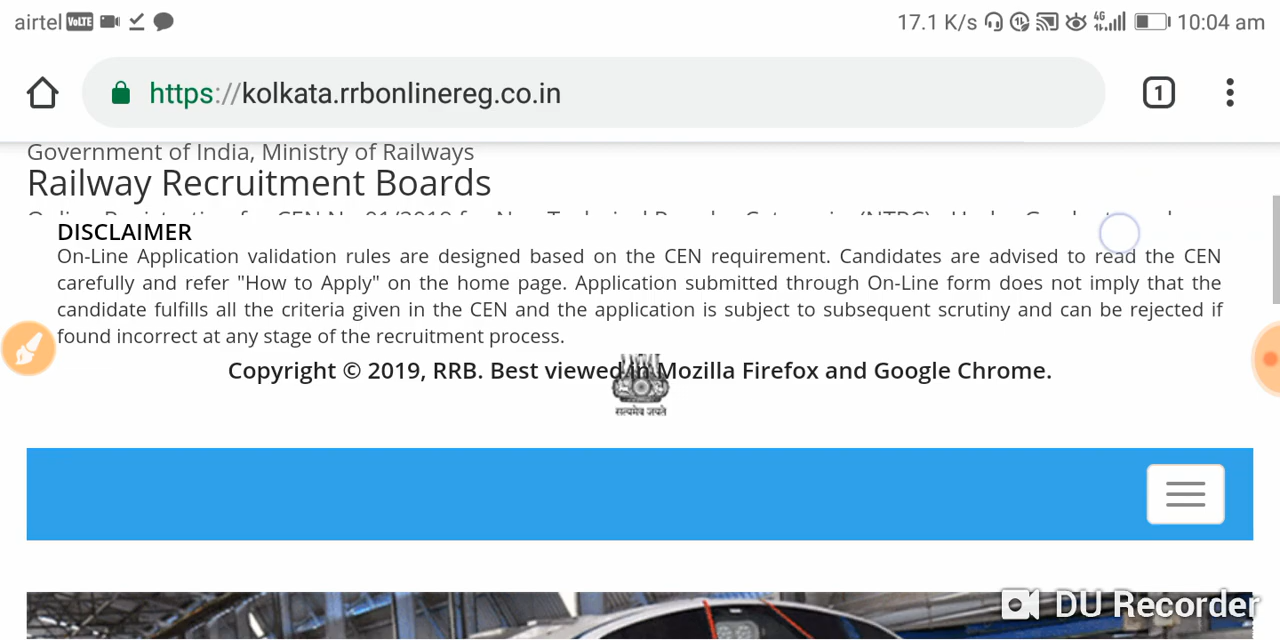 airtel VoLTE 17.1 K/s 4G 10:04 am
https://kolkata.rrbonlinereg.co.in 1
Government of India, Ministry of Railways
Railway Recruitment Boards
DISCLAIMER
On-Line Application validation rules are designed based on the CEN requirement. Candidates are advised to read the CEN
carefully and refer "How to Apply" on the home page. Application submitted through On-Line form does not imply that the
candidate fulfills all the criteria given in the CEN and the application is subject to subsequent scrutiny and can be rejected if
found incorrect at any stage of the recruitment process.
Copyright © 2019, RRB. Best viewed in Mozilla Firefox and Google Chrome.
सत्यमेव जयते
DU Recorder